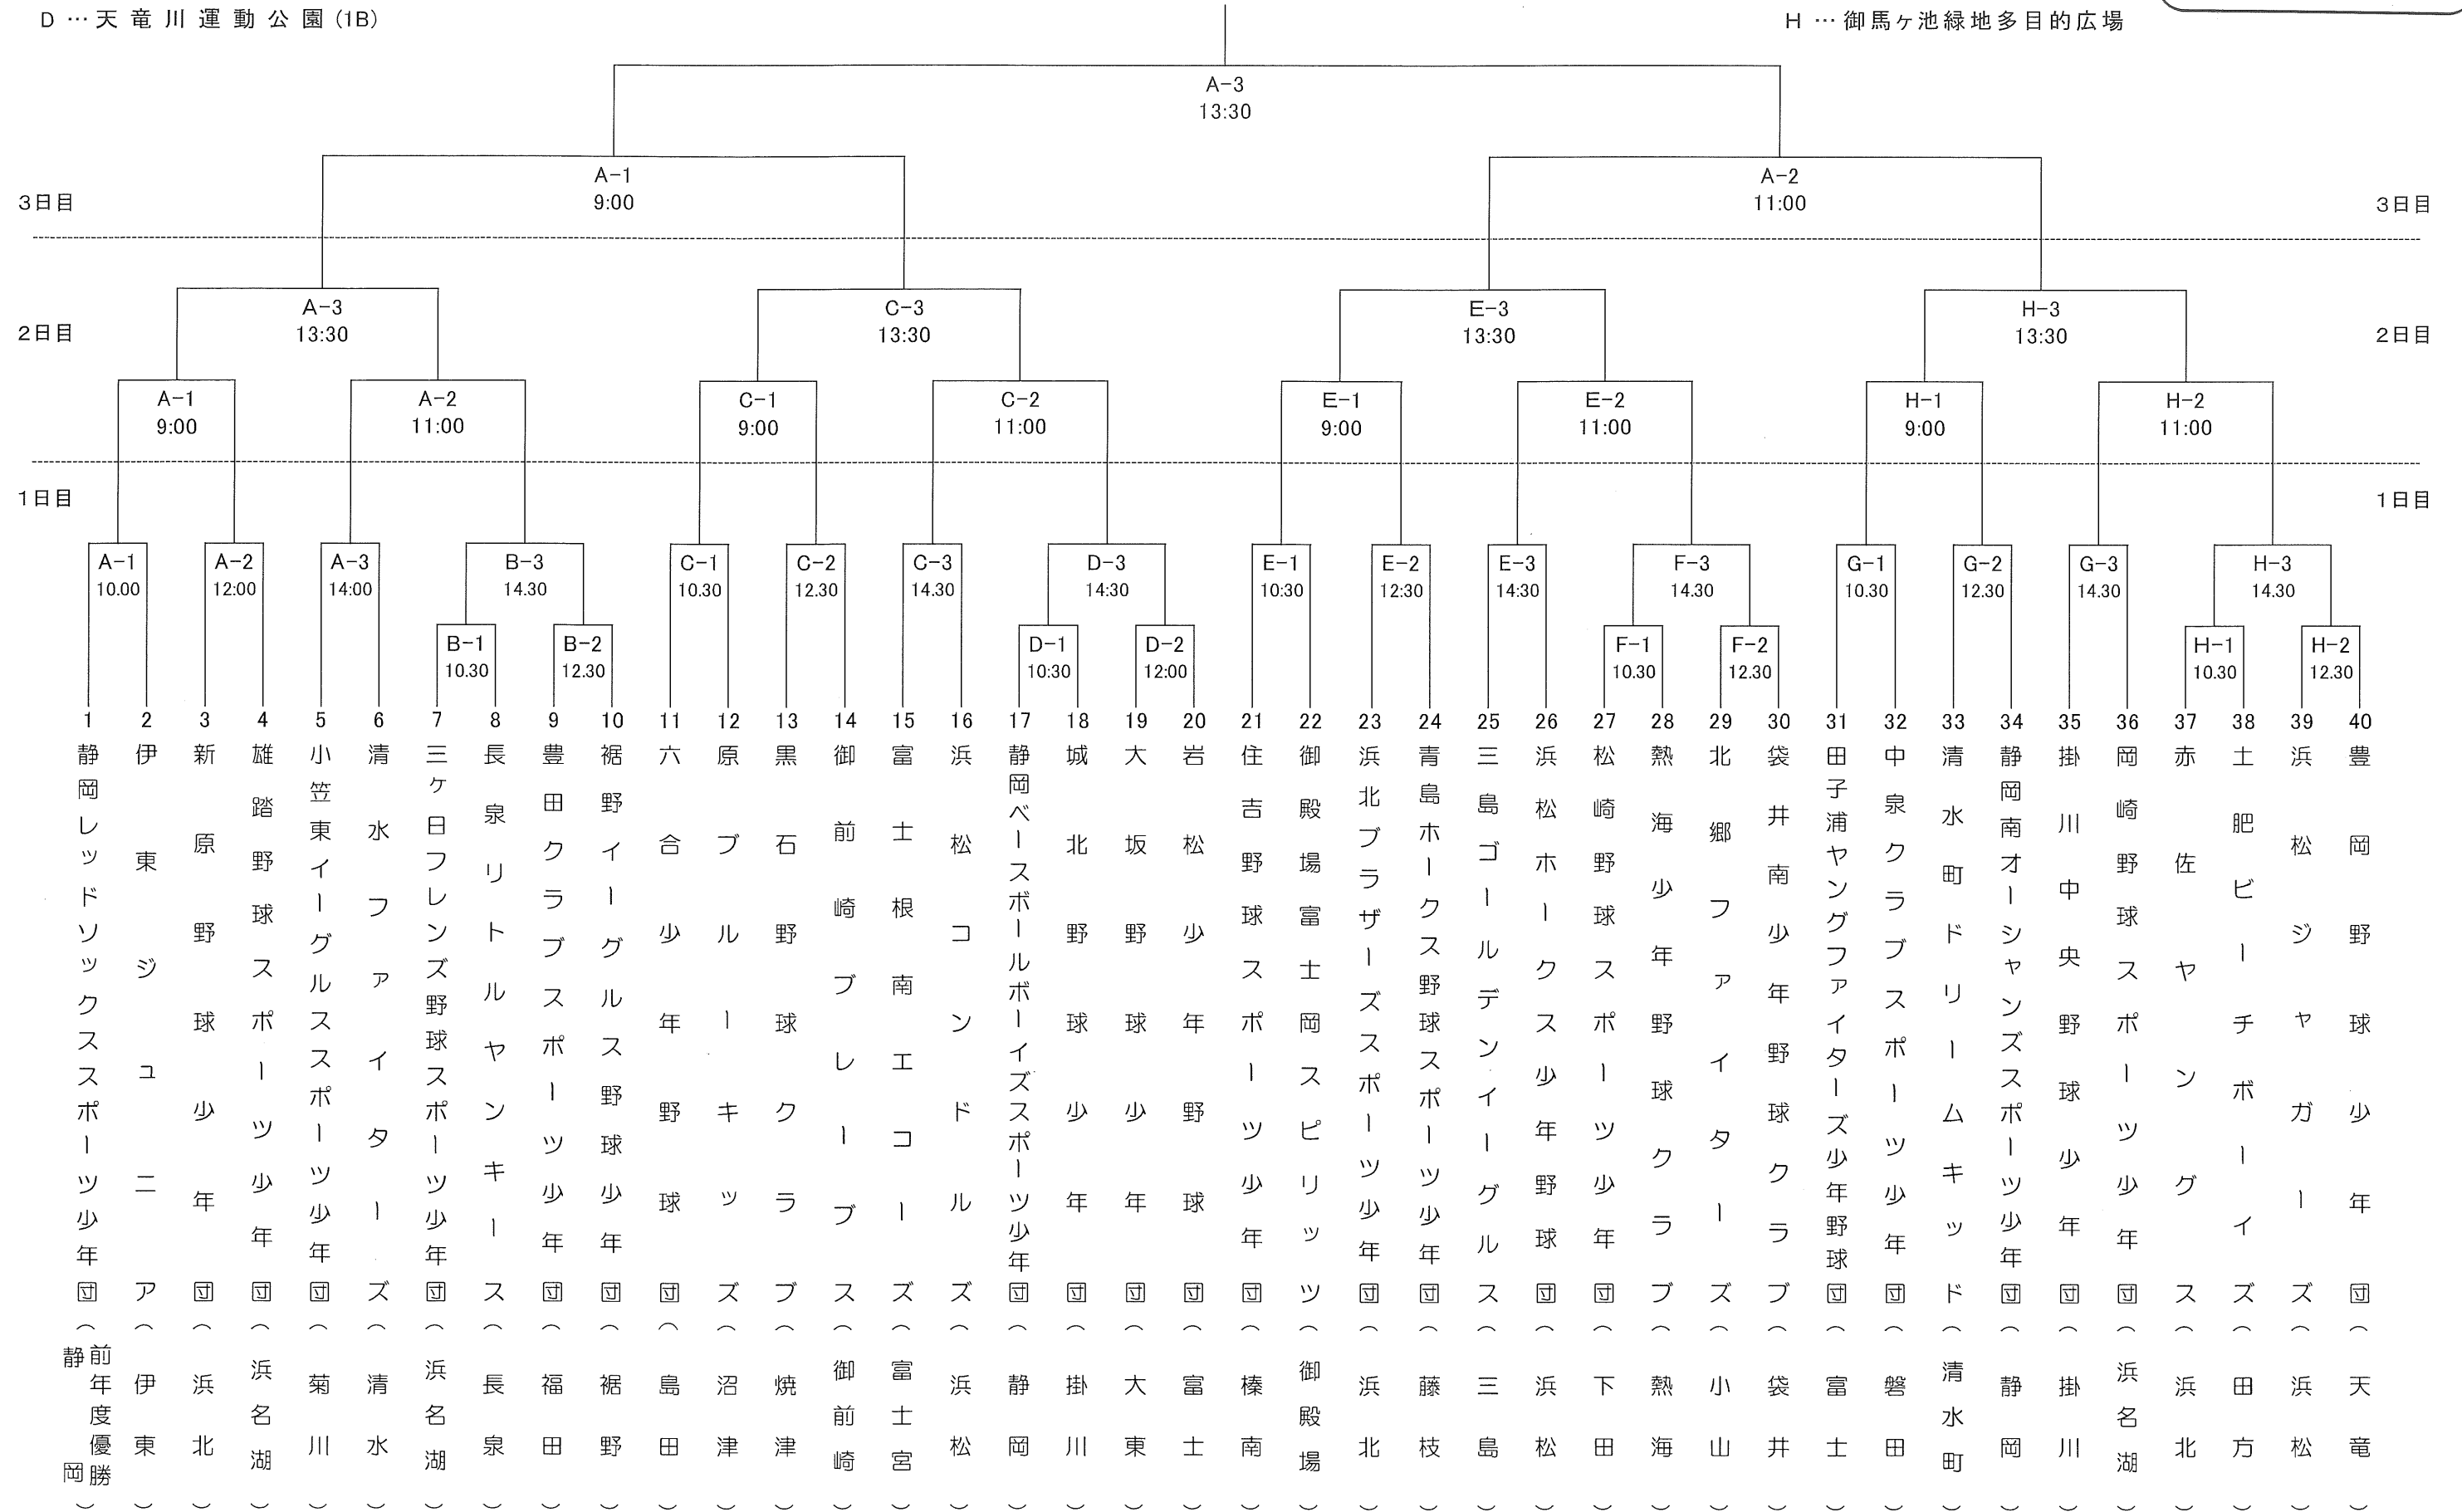 D … 天竜川運動公園(1B)
H … 御馬ヶ池緑地多目的広場
A-3
13:30
A-1
9:00
A-2
11:00
3日目
3日目
A-3
13:30
C-3
13:30
E-3
13:30
H-3
13:30
2日目
2日目
A-1
9:00
A-2
11:00
C-1
9:00
C-2
11:00
E-1
9:00
E-2
11:00
H-1
9:00
H-2
11:00
1日目
1日目
A-1
10.00
A-2
12:00
A-3
14:00
B-3
14.30
C-1
10.30
C-2
12.30
C-3
14.30
D-3
14:30
E-1
10:30
E-2
12:30
E-3
14:30
F-3
14.30
G-1
10.30
G-2
12.30
G-3
14.30
H-3
14.30
B-1
10.30
B-2
12.30
D-1
10:30
D-2
12:00
F-1
10.30
F-2
12.30
H-1
10.30
H-2
12.30
1 静岡レッドソックススポーツ少年団(静岡 前年度優勝)
2 伊東ジュニア(伊東)
3 新原野球少年団(浜北)
4 雄踏野球スポーツ少年団(浜名湖)
5 小笠東イーグルススポーツ少年団(菊川)
6 清水ファイターズ(清水)
7 三ヶ日フレンズ野球スポーツ少年団(浜名湖)
8 長泉リトルヤンキース(長泉)
9 豊田クラブスポーツ少年団(福田)
10 裾野イーグルス野球少年団(裾野)
11 六合少年野球団(島田)
12 原ブルーキッズ(沼津)
13 黒石野球クラブ(焼津)
14 御前崎ブレーブス(御前崎)
15 富士根南エコーズ(富士宮)
16 浜松コンドルズ(浜松)
17 静岡ベースボールボーイズスポーツ少年団(静岡)
18 城北野球少年団(掛川)
19 大坂野球少年団(大東)
20 岩松少年野球団(富士)
21 住吉野球スポーツ少年団(榛南)
22 御殿場富士岡スピリッツ(御殿場)
23 浜北ブラザーズスポーツ少年団(浜北)
24 青島ホークス野球スポーツ少年団(藤枝)
25 三島ゴールデンイーグルス(三島)
26 浜松ホークス少年野球団(浜松)
27 松崎野球スポーツ少年団(下田)
28 熱海少年野球クラブ(熱海)
29 北郷ファイターズ(小山)
30 袋井南少年野球クラブ(袋井)
31 田子浦ヤングファイターズ少年野球団(富士)
32 中泉クラブスポーツ少年団(磐田)
33 清水町ドリームキッド(清水町)
34 静岡南オーシャンズスポーツ少年団(静岡)
35 掛川中央野球少年団(掛川)
36 岡崎野球スポーツ少年団(浜名湖)
37 赤佐ヤングス(浜北)
38 土肥ビーチボーイズ(田方)
39 浜松ジャガーズ(浜松)
40 豊岡野球少年団(天竜)